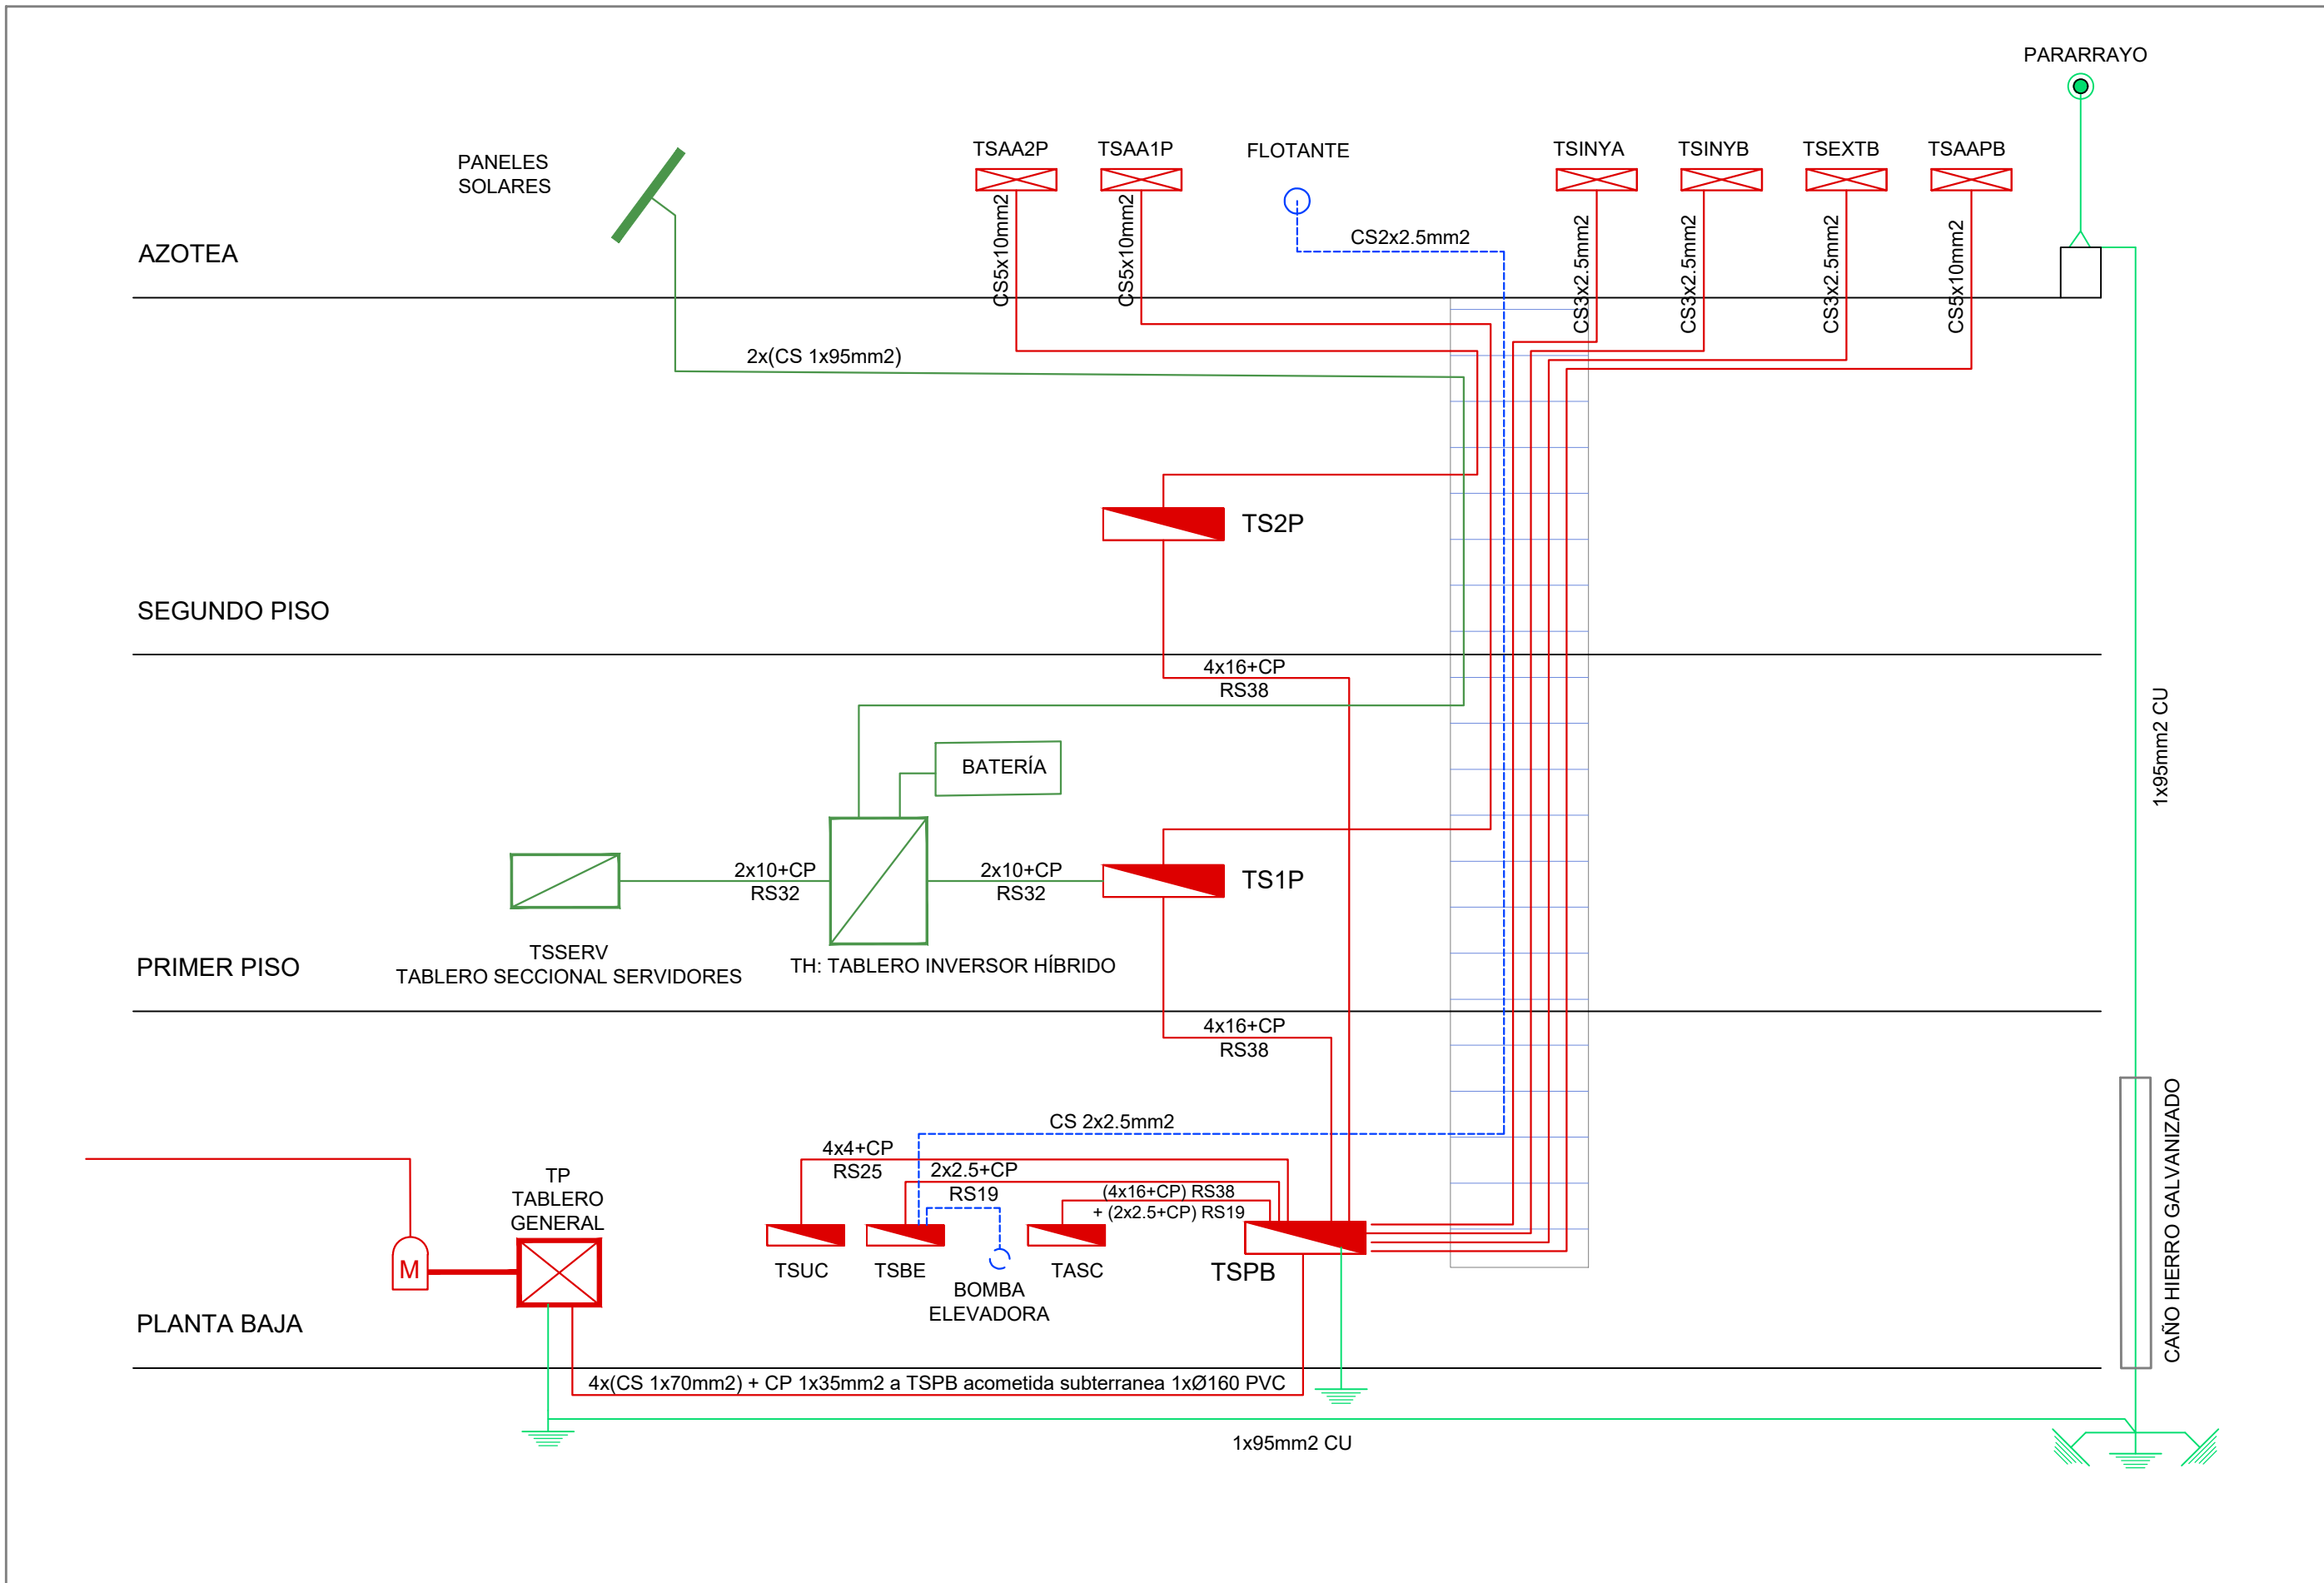 PARARRAYO
PANELES
SOLARES
TSAA2P
TSAA1P
FLOTANTE
TSINYA
TSINYB
TSEXTB
TSAAPB
CS5x10mm2
CS5x10mm2
CS2x2.5mm2
CS3x2.5mm2
CS3x2.5mm2
CS3x2.5mm2
CS5x10mm2
AZOTEA
2x(CS 1x95mm2)
TS2P
SEGUNDO PISO
4x16+CP
RS38
1x95mm2 CU
BATERÍA
2x10+CP
RS32
2x10+CP
RS32
TS1P
TSSERV
TABLERO SECCIONAL SERVIDORES
TH: TABLERO INVERSOR HÍBRIDO
PRIMER PISO
4x16+CP
RS38
CAÑO HIERRO GALVANIZADO
CS 2x2.5mm2
4x4+CP
RS25
2x2.5+CP
RS19
(4x16+CP) RS38
+ (2x2.5+CP) RS19
TP
TABLERO
GENERAL
M
TSUC
TSBE
BOMBA
ELEVADORA
TASC
TSPB
PLANTA BAJA
4x(CS 1x70mm2) + CP 1x35mm2 a TSPB acometida subterranea 1xØ160 PVC
1x95mm2 CU